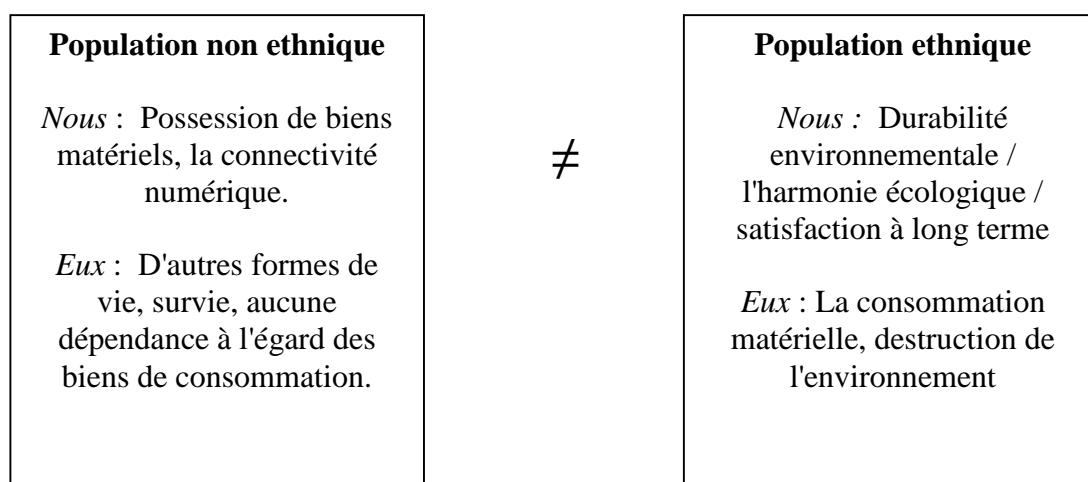 Population non ethnique
Nous : Possession de biens
matériels, la connectivité
numérique.
Eux : D'autres formes de
vie, survie, aucune
dépendance à l'égard des
biens de consommation.
≠
Population ethnique
Nous : Durabilité
environnementale /
l'harmonie écologique /
satisfaction à long terme
Eux : La consommation
matérielle, destruction de
l'environnement